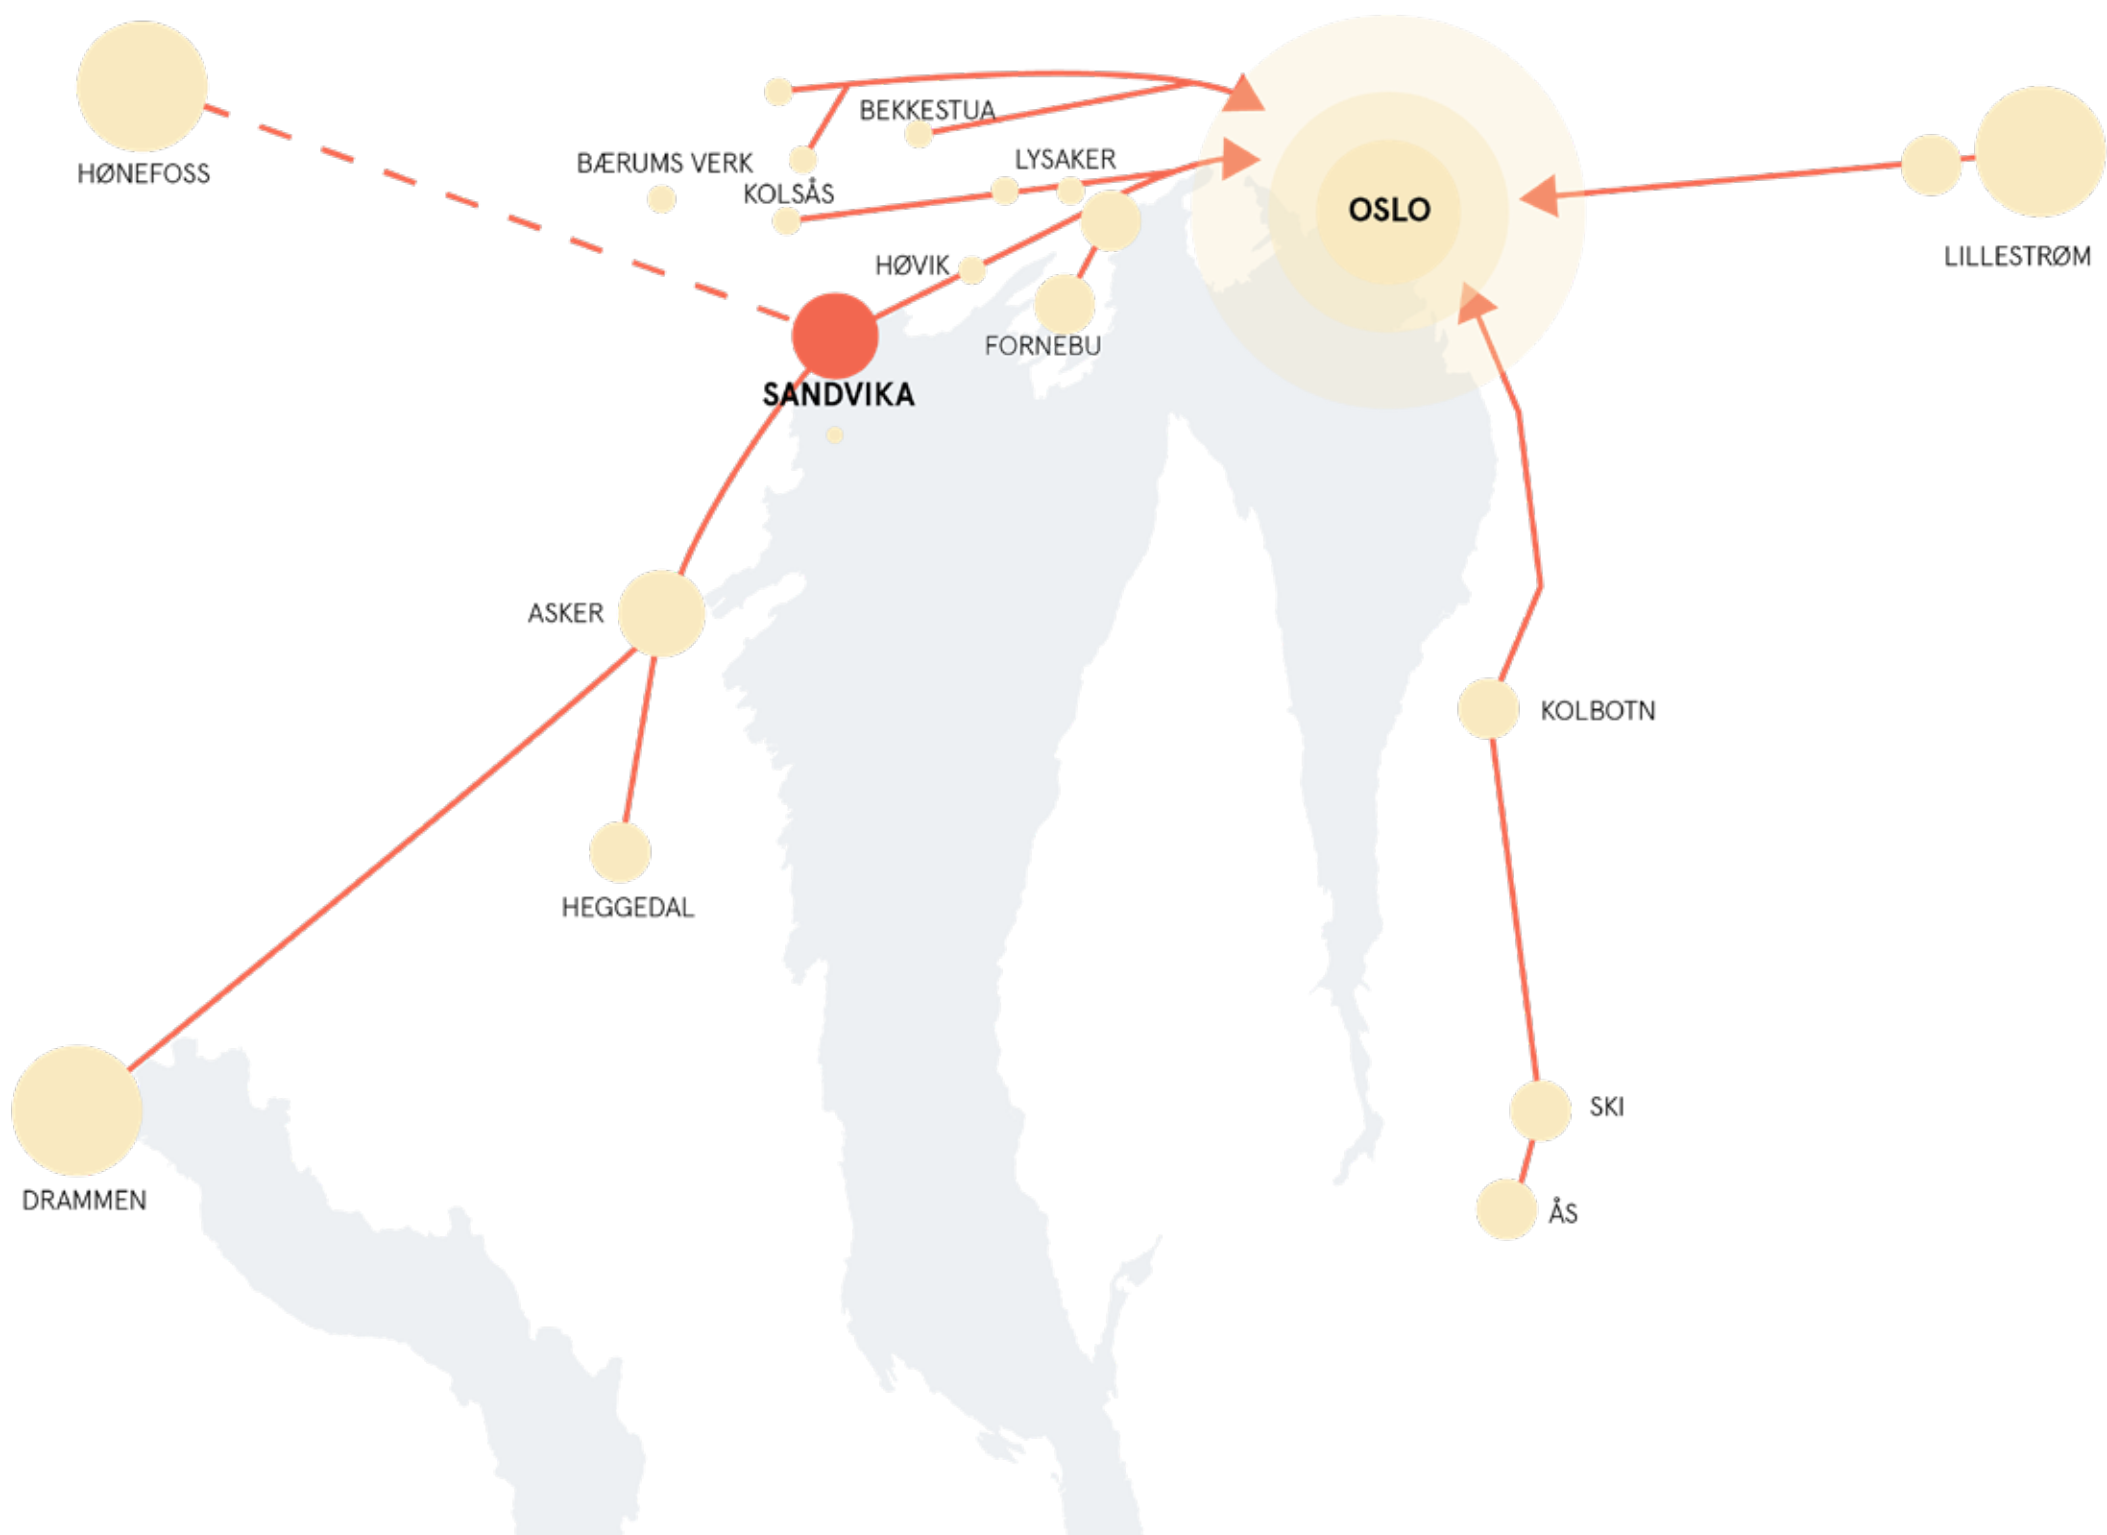 BEKKESTUA
LYSAKER
BÆRUMS VERK
HØNEFOSS
KOLSÅS
OSLO
LILLESTRØM
HØVIK
FORNEBU
SANDVIKA
ASKER
KOLBOTN
HEGGEDAL
SKI
DRAMMEN
ÅS